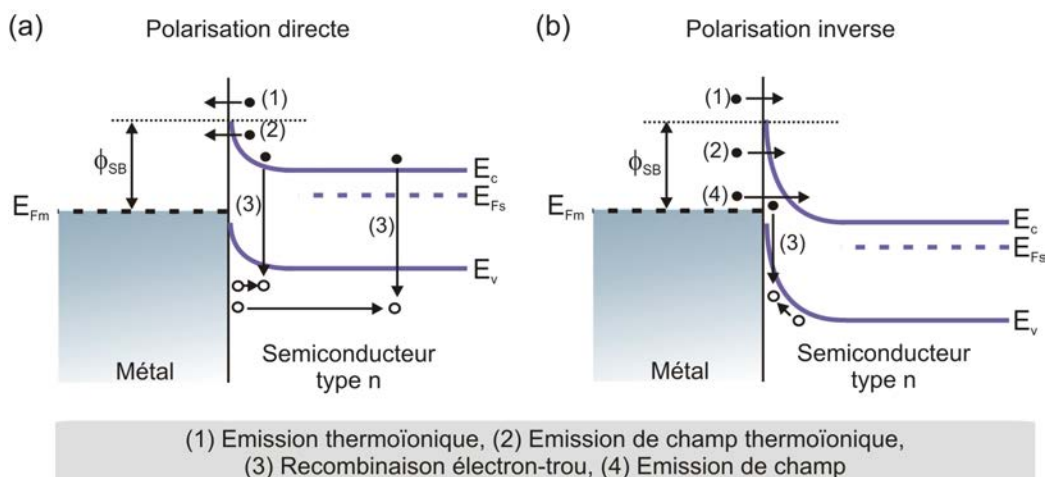 (a)
Polarisation directe
(1)
(2)
ϕSB
EFm
(3)
(3)
Ec
EFs
Ev
Métal
Semiconducteur
type n
(b)
Polarisation inverse
(1)
(2)
ϕSB
(4)
EFm
(3)
Ec
EFs
Ev
Métal
Semiconducteur
type n
(1) Emission thermoïonique, (2) Emission de champ thermoïonique,
(3) Recombinaison électron-trou, (4) Emission de champ